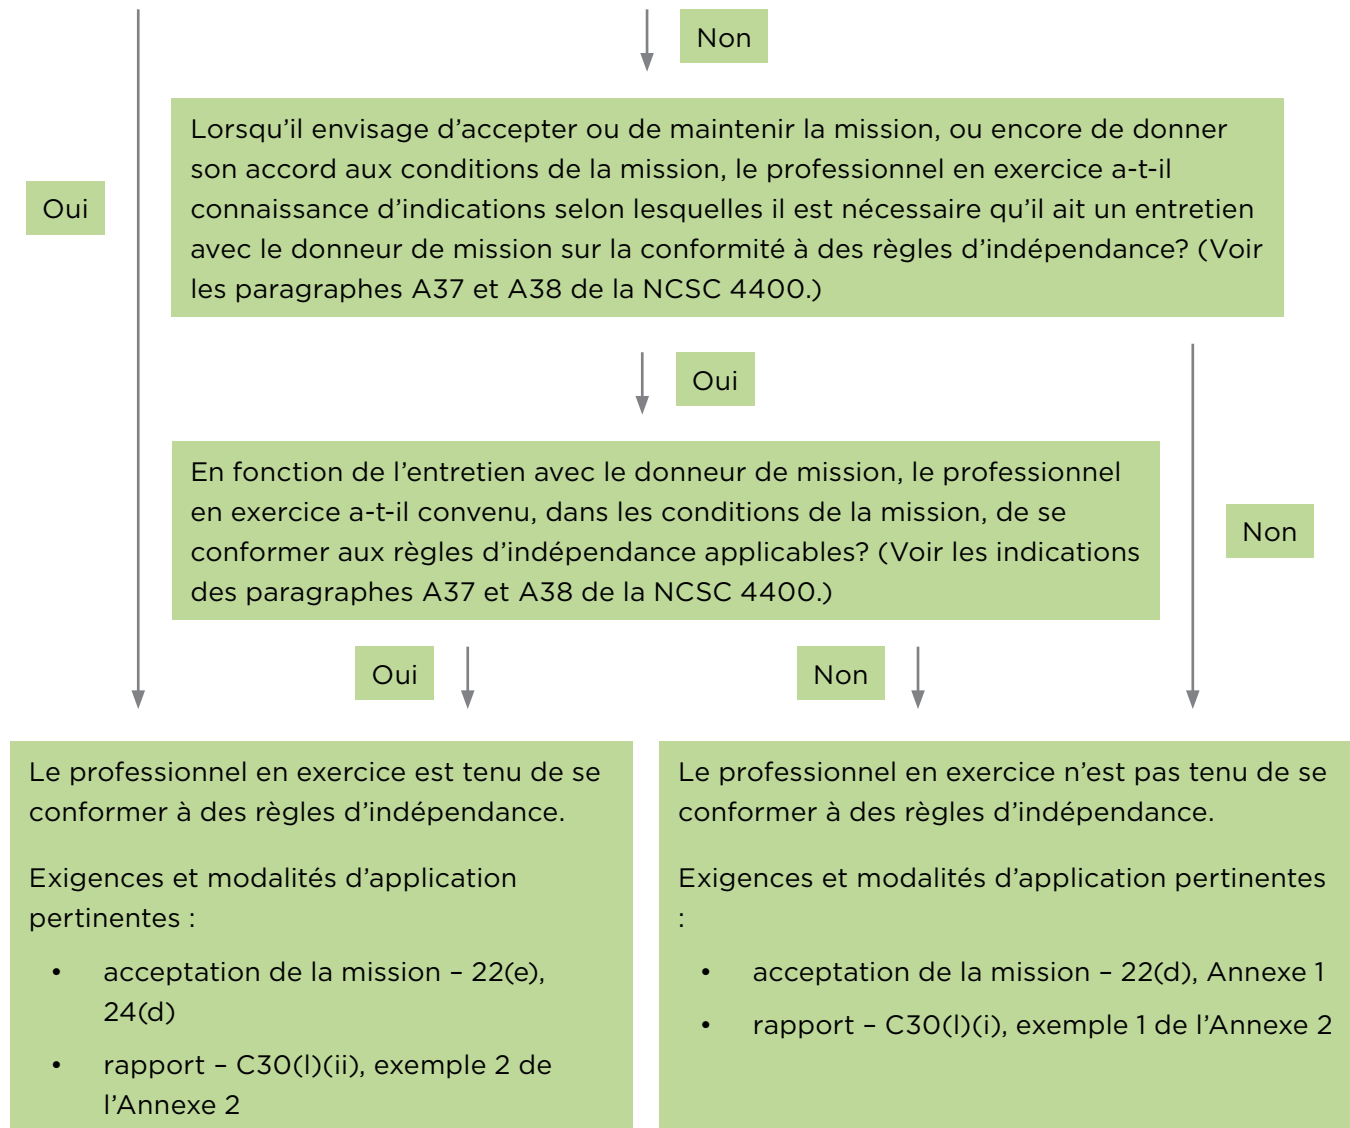 Non
Lorsqu’il envisage d’accepter ou de maintenir la mission, ou encore de donner
son accord aux conditions de la mission, le professionnel en exercice a-t-il
connaissance d’indications selon lesquelles il est nécessaire qu’il ait un entretien
avec le donneur de mission sur la conformité à des règles d’indépendance? (Voir
les paragraphes A37 et A38 de la NCSC 4400.)
Oui
Oui
En fonction de l’entretien avec le donneur de mission, le professionnel
en exercice a-t-il convenu, dans les conditions de la mission, de se
conformer aux règles d’indépendance applicables? (Voir les indications
des paragraphes A37 et A38 de la NCSC 4400.)
Non
Oui
Non
Le professionnel en exercice est tenu de se
conformer à des règles d’indépendance.
Exigences et modalités d’application
pertinentes :
• acceptation de la mission – 22(e),
24(d)
• rapport – C30(l)(ii), exemple 2 de
l’Annexe 2
Le professionnel en exercice n’est pas tenu de se
conformer à des règles d’indépendance.
Exigences et modalités d’application pertinentes
:
• acceptation de la mission – 22(d), Annexe 1
• rapport – C30(l)(i), exemple 1 de l’Annexe 2